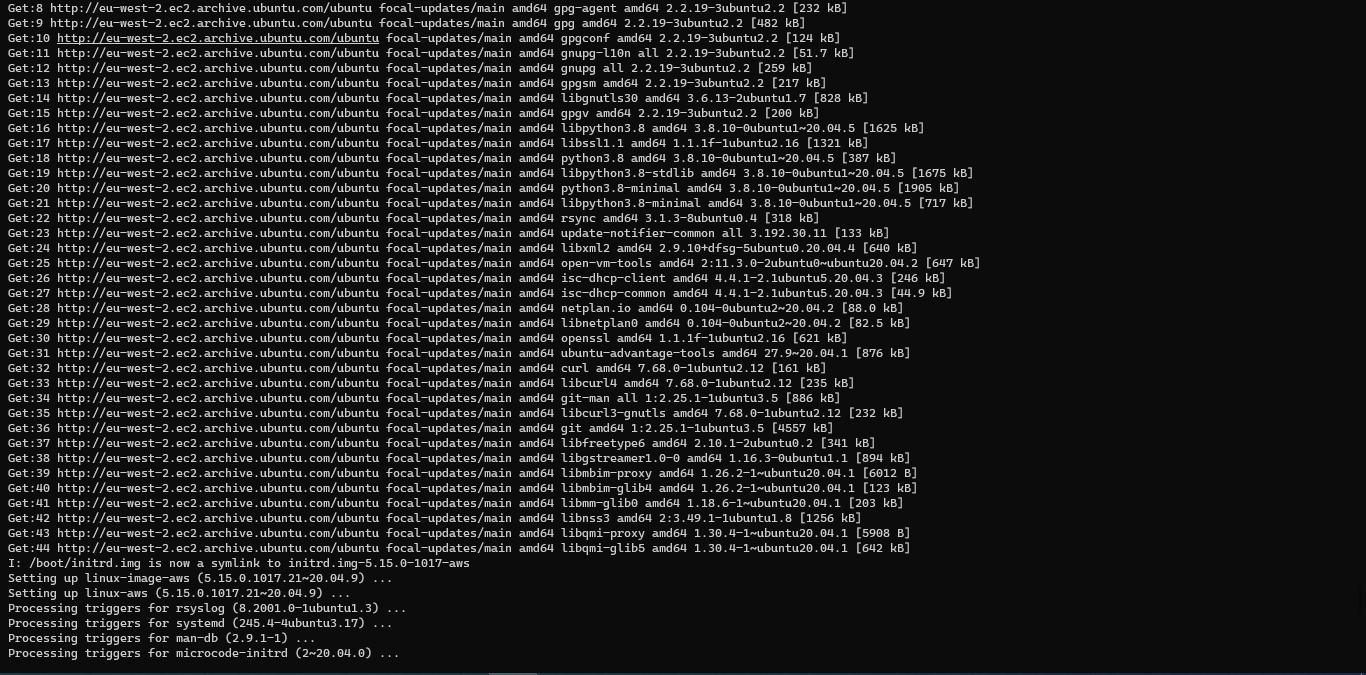 Get:8 http://eu-west-2.ec2.archive.ubuntu.com/ubuntu focal-updates/main amd64 gpg-agent amd64 2.2.19-3ubuntu2.2 [232 kB]
Get:9 http://eu-west-2.ec2.archive.ubuntu.com/ubuntu focal-updates/main amd64 gpg amd64 2.2.19-3ubuntu2.2 [482 kB]
Get:10 http://eu-west-2.ec2.archive.ubuntu.com/ubuntu focal-updates/main amd64 gpgconf amd64 2.2.19-3ubuntu2.2 [124 kB]
Get:11 http://eu-west-2.ec2.archive.ubuntu.com/ubuntu focal-updates/main amd64 gnupg-l10n all 2.2.19-3ubuntu2.2 [51.7 kB]
Get:12 http://eu-west-2.ec2.archive.ubuntu.com/ubuntu focal-updates/main amd64 gnupg all 2.2.19-3ubuntu2.2 [259 kB]
Get:13 http://eu-west-2.ec2.archive.ubuntu.com/ubuntu focal-updates/main amd64 gpgsm amd64 2.2.19-3ubuntu2.2 [217 kB]
Get:14 http://eu-west-2.ec2.archive.ubuntu.com/ubuntu focal-updates/main amd64 libgnutls30 amd64 3.6.13-2ubuntu1.7 [828 kB]
Get:15 http://eu-west-2.ec2.archive.ubuntu.com/ubuntu focal-updates/main amd64 gpgv amd64 2.2.19-3ubuntu2.2 [200 kB]
Get:16 http://eu-west-2.ec2.archive.ubuntu.com/ubuntu focal-updates/main amd64 libpython3.8 amd64 3.8.10-0ubuntu1~20.04.5 [1625 kB]
Get:17 http://eu-west-2.ec2.archive.ubuntu.com/ubuntu focal-updates/main amd64 libssl1.1 amd64 1.1.1f-1ubuntu2.16 [1321 kB]
Get:18 http://eu-west-2.ec2.archive.ubuntu.com/ubuntu focal-updates/main amd64 python3.8 amd64 3.8.10-0ubuntu1~20.04.5 [387 kB]
Get:19 http://eu-west-2.ec2.archive.ubuntu.com/ubuntu focal-updates/main amd64 libpython3.8-stdlib amd64 3.8.10-0ubuntu1~20.04.5 [1675 kB]
Get:20 http://eu-west-2.ec2.archive.ubuntu.com/ubuntu focal-updates/main amd64 python3.8-minimal amd64 3.8.10-0ubuntu1~20.04.5 [1905 kB]
Get:21 http://eu-west-2.ec2.archive.ubuntu.com/ubuntu focal-updates/main amd64 libpython3.8-minimal amd64 3.8.10-0ubuntu1~20.04.5 [717 kB]
Get:22 http://eu-west-2.ec2.archive.ubuntu.com/ubuntu focal-updates/main amd64 rsync amd64 3.1.3-8ubuntu0.4 [318 kB]
Get:23 http://eu-west-2.ec2.archive.ubuntu.com/ubuntu focal-updates/main amd64 update-notifier-common all 3.192.30.11 [133 kB]
Get:24 http://eu-west-2.ec2.archive.ubuntu.com/ubuntu focal-updates/main amd64 libxml2 amd64 2.9.10+dfsg-5ubuntu0.20.04.4 [640 kB]
Get:25 http://eu-west-2.ec2.archive.ubuntu.com/ubuntu focal-updates/main amd64 open-vm-tools amd64 2:11.3.0-2ubuntu0~ubuntu20.04.2 [647 kB]
Get:26 http://eu-west-2.ec2.archive.ubuntu.com/ubuntu focal-updates/main amd64 isc-dhcp-client amd64 4.4.1-2.1ubuntu5.20.04.3 [246 kB]
Get:27 http://eu-west-2.ec2.archive.ubuntu.com/ubuntu focal-updates/main amd64 isc-dhcp-common amd64 4.4.1-2.1ubuntu5.20.04.3 [44.9 kB]
Get:28 http://eu-west-2.ec2.archive.ubuntu.com/ubuntu focal-updates/main amd64 netplan.io amd64 0.104-0ubuntu2~20.04.2 [88.0 kB]
Get:29 http://eu-west-2.ec2.archive.ubuntu.com/ubuntu focal-updates/main amd64 libnetplan0 amd64 0.104-0ubuntu2~20.04.2 [82.5 kB]
Get:30 http://eu-west-2.ec2.archive.ubuntu.com/ubuntu focal-updates/main amd64 openssl amd64 1.1.1f-1ubuntu2.16 [621 kB]
Get:31 http://eu-west-2.ec2.archive.ubuntu.com/ubuntu focal-updates/main amd64 ubuntu-advantage-tools amd64 27.9~20.04.1 [876 kB]
Get:32 http://eu-west-2.ec2.archive.ubuntu.com/ubuntu focal-updates/main amd64 curl amd64 7.68.0-1ubuntu2.12 [161 kB]
Get:33 http://eu-west-2.ec2.archive.ubuntu.com/ubuntu focal-updates/main amd64 libcurl4 amd64 7.68.0-1ubuntu2.12 [235 kB]
Get:34 http://eu-west-2.ec2.archive.ubuntu.com/ubuntu focal-updates/main amd64 git-man all 1:2.25.1-1ubuntu3.5 [886 kB]
Get:35 http://eu-west-2.ec2.archive.ubuntu.com/ubuntu focal-updates/main amd64 libcurl3-gnutls amd64 7.68.0-1ubuntu2.12 [232 kB]
Get:36 http://eu-west-2.ec2.archive.ubuntu.com/ubuntu focal-updates/main amd64 git amd64 1:2.25.1-1ubuntu3.5 [4557 kB]
Get:37 http://eu-west-2.ec2.archive.ubuntu.com/ubuntu focal-updates/main amd64 libfreetype6 amd64 2.10.1-2ubuntu0.2 [341 kB]
Get:38 http://eu-west-2.ec2.archive.ubuntu.com/ubuntu focal-updates/main amd64 libgstreamer1.0-0 amd64 1.16.3-0ubuntu1.1 [894 kB]
Get:39 http://eu-west-2.ec2.archive.ubuntu.com/ubuntu focal-updates/main amd64 libmbim-proxy amd64 1.26.2-1~ubuntu20.04.1 [6012 B]
Get:40 http://eu-west-2.ec2.archive.ubuntu.com/ubuntu focal-updates/main amd64 libmbim-glib4 amd64 1.26.2-1~ubuntu20.04.1 [123 kB]
Get:41 http://eu-west-2.ec2.archive.ubuntu.com/ubuntu focal-updates/main amd64 libmm-glib0 amd64 1.18.6-1~ubuntu20.04.1 [203 kB]
Get:42 http://eu-west-2.ec2.archive.ubuntu.com/ubuntu focal-updates/main amd64 libnss3 amd64 2:3.49.1-1ubuntu1.8 [1256 kB]
Get:43 http://eu-west-2.ec2.archive.ubuntu.com/ubuntu focal-updates/main amd64 libqmi-proxy amd64 1.30.4-1~ubuntu20.04.1 [5908 B]
Get:44 http://eu-west-2.ec2.archive.ubuntu.com/ubuntu focal-updates/main amd64 libqmi-glib5 amd64 1.30.4-1~ubuntu20.04.1 [642 kB]
I: /boot/initrd.img is now a symlink to initrd.img-5.15.0-1017-aws
Setting up linux-image-aws (5.15.0.1017.21~20.04.9) ...
Setting up linux-aws (5.15.0.1017.21~20.04.9) ...
Processing triggers for rsyslog (8.2001.0-1ubuntu1.3) ...
Processing triggers for systemd (245.4-4ubuntu3.17) ...
Processing triggers for man-db (2.9.1-1) ...
Processing triggers for microcode-initrd (2~20.04.0) ...